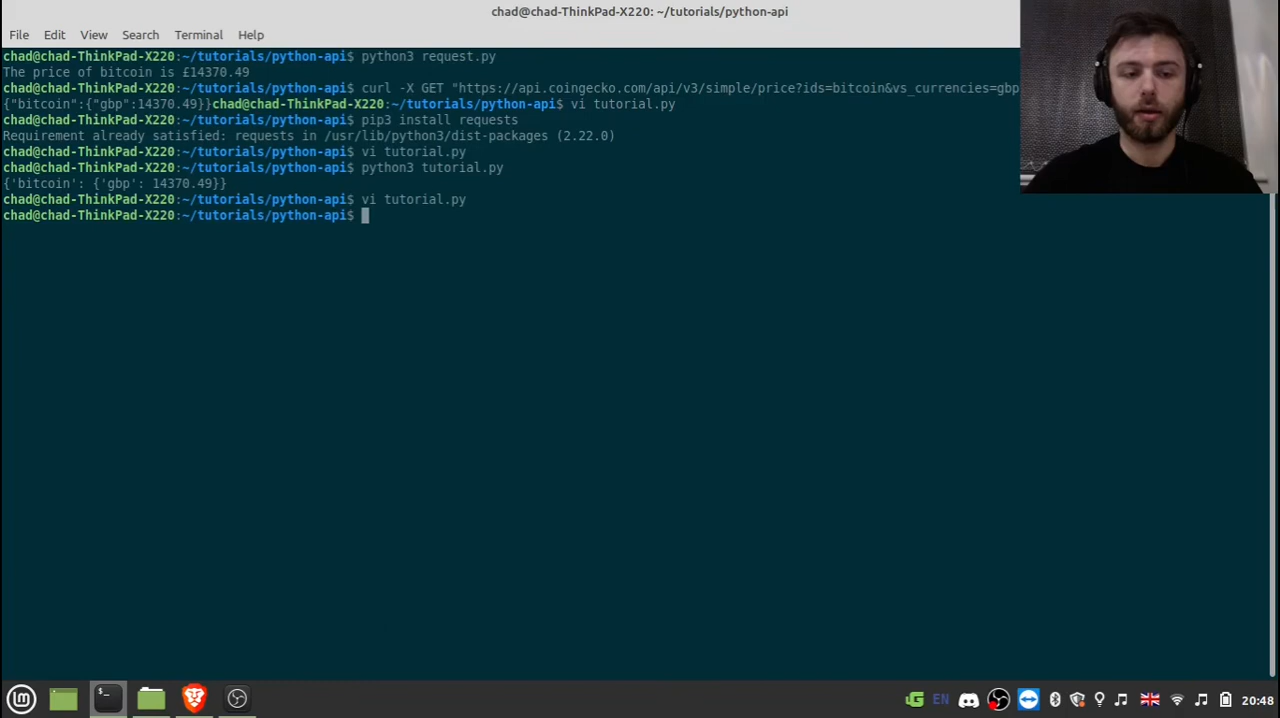 chad@chad-ThinkPad-X220: ~/tutorials/python-api
File Edit View Search Terminal Help
chad@chad-ThinkPad-X220:~/tutorials/python-api$ python3 request.py
The price of bitcoin is £14370.49
chad@chad-ThinkPad-X220:~/tutorials/python-api$ curl -X GET "https://api.coingecko.com/api/v3/simple/price?ids=bitcoin&vs_currencies=gbp
{"bitcoin":{"gbp":14370.49}}chad@chad-ThinkPad-X220:~/tutorials/python-api$ vi tutorial.py
chad@chad-ThinkPad-X220:~/tutorials/python-api$ pip3 install requests
Requirement already satisfied: requests in /usr/lib/python3/dist-packages (2.22.0)
chad@chad-ThinkPad-X220:~/tutorials/python-api$ vi tutorial.py
chad@chad-ThinkPad-X220:~/tutorials/python-api$ python3 tutorial.py
{'bitcoin': {'gbp': 14370.49}}
chad@chad-ThinkPad-X220:~/tutorials/python-api$ vi tutorial.py
chad@chad-ThinkPad-X220:~/tutorials/python-api$
EN 20:48